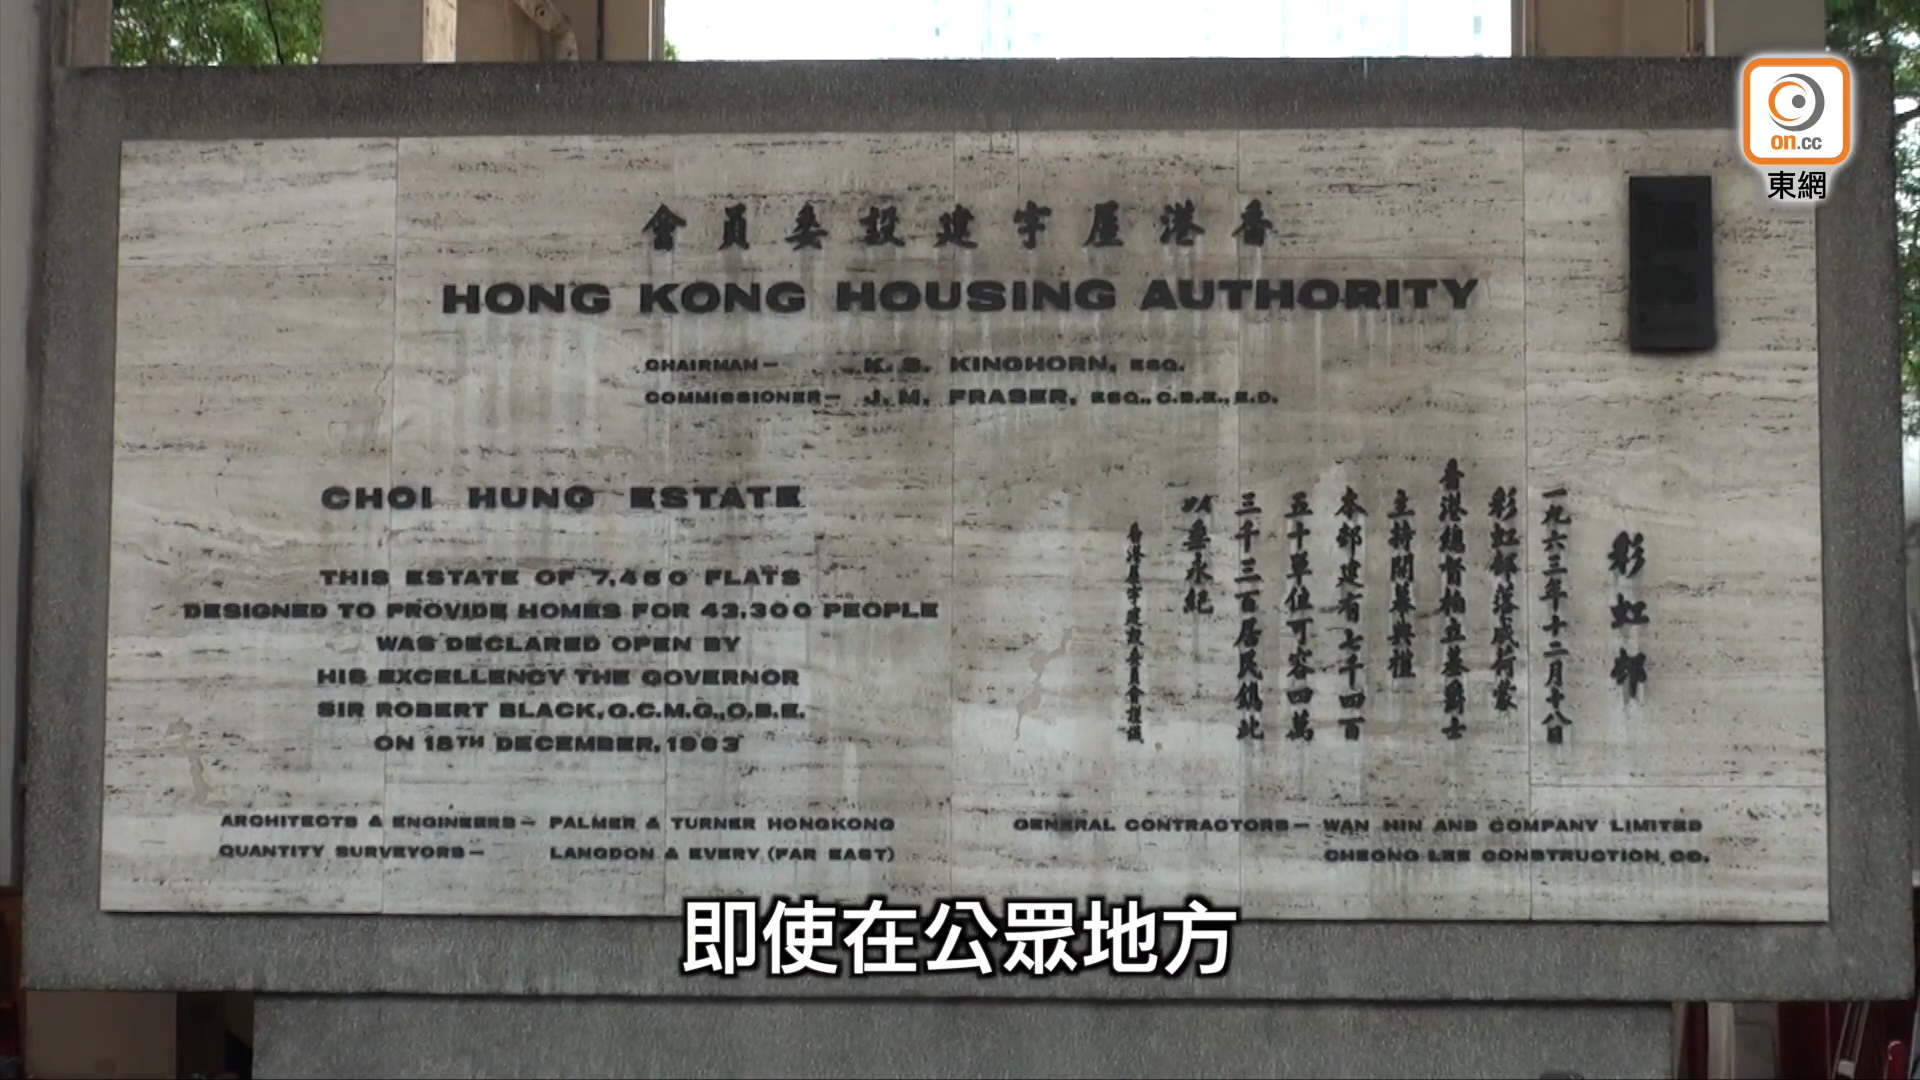 on.cc
東網
會員委設建宇屋港香
HONG KONG HOUSING AUTHORITY
CHAIRMAN— K. S. KINGHORN, ESQ.
COMMISSIONER— J. M. FRASER, ESQ., C.B.E., E.D.
CHOI HUNG ESTATE
THIS ESTATE OF 7,450 FLATS
DESIGNED TO PROVIDE HOMES FOR 43,300 PEOPLE
WAS DECLARED OPEN BY
HIS EXCELLENCY THE GOVERNOR
SIR ROBERT BLACK, G.C.M.G., O.B.E.
ON 18TH DECEMBER, 1963
彩虹邨
一九六三年十二月十八日
彩虹邨落成荷蒙
香港總督柏立基爵士
主持開幕典禮
本邨建有七千四百
五十單位可容四萬
三千三百居民鐫此
以垂永紀
香港屋宇建設委員會謹識
ARCHITECTS & ENGINEERS— PALMER & TURNER HONGKONG
QUANTITY SURVEYORS— LANGDON & EVERY (FAR EAST)
GENERAL CONTRACTORS— WAN HIN AND COMPANY LIMITED
CHEONG LEE CONSTRUCTION CO.
即使在公眾地方